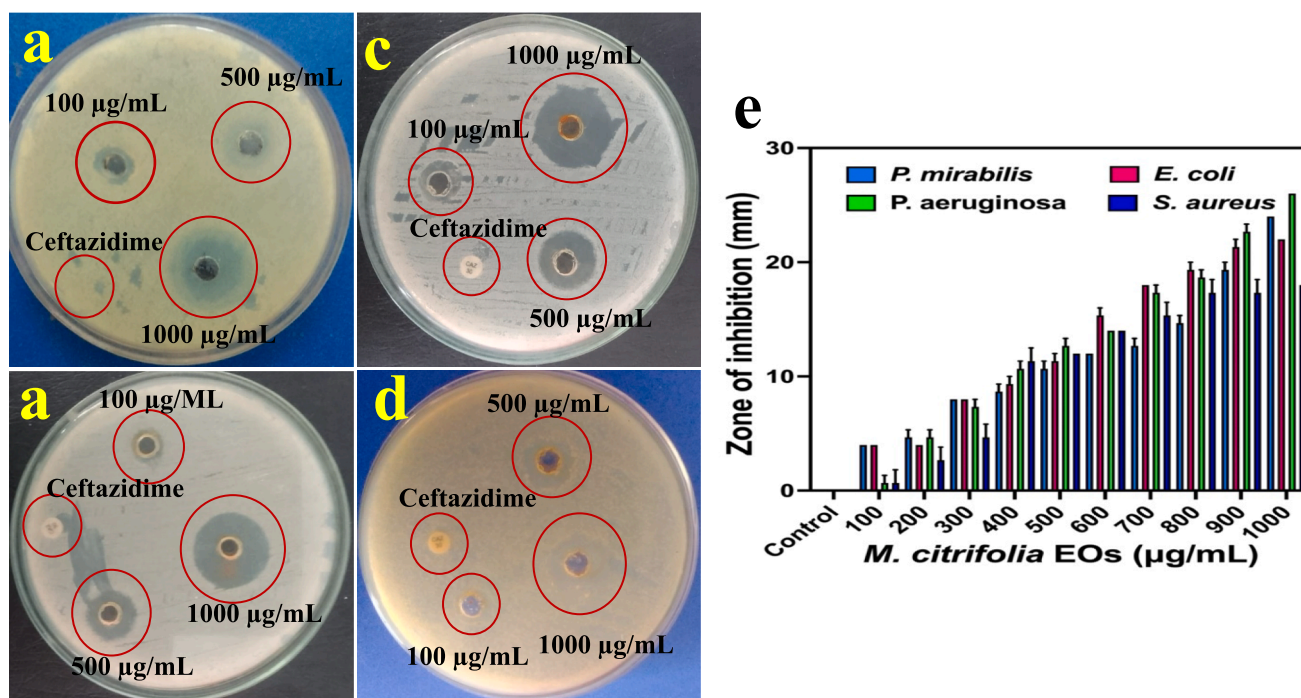 a
500 µg/mL
100 µg/mL
Ceftazidime
1000 µg/mL
c
1000 µg/mL
100 µg/mL
Ceftazidime
500 µg/mL
a
100 µg/ML
Ceftazidime
1000 µg/mL
500 µg/mL
d
500 µg/mL
Ceftazidime
1000 µg/mL
100 µg/mL
e
Zone of inhibition (mm)
30
20
10
0
P. mirabilis
E. coli
P. aeruginosa
S. aureus
Control
100
200
300
400
500
600
700
800
900
1000
M. citrifolia EOs (µg/mL)